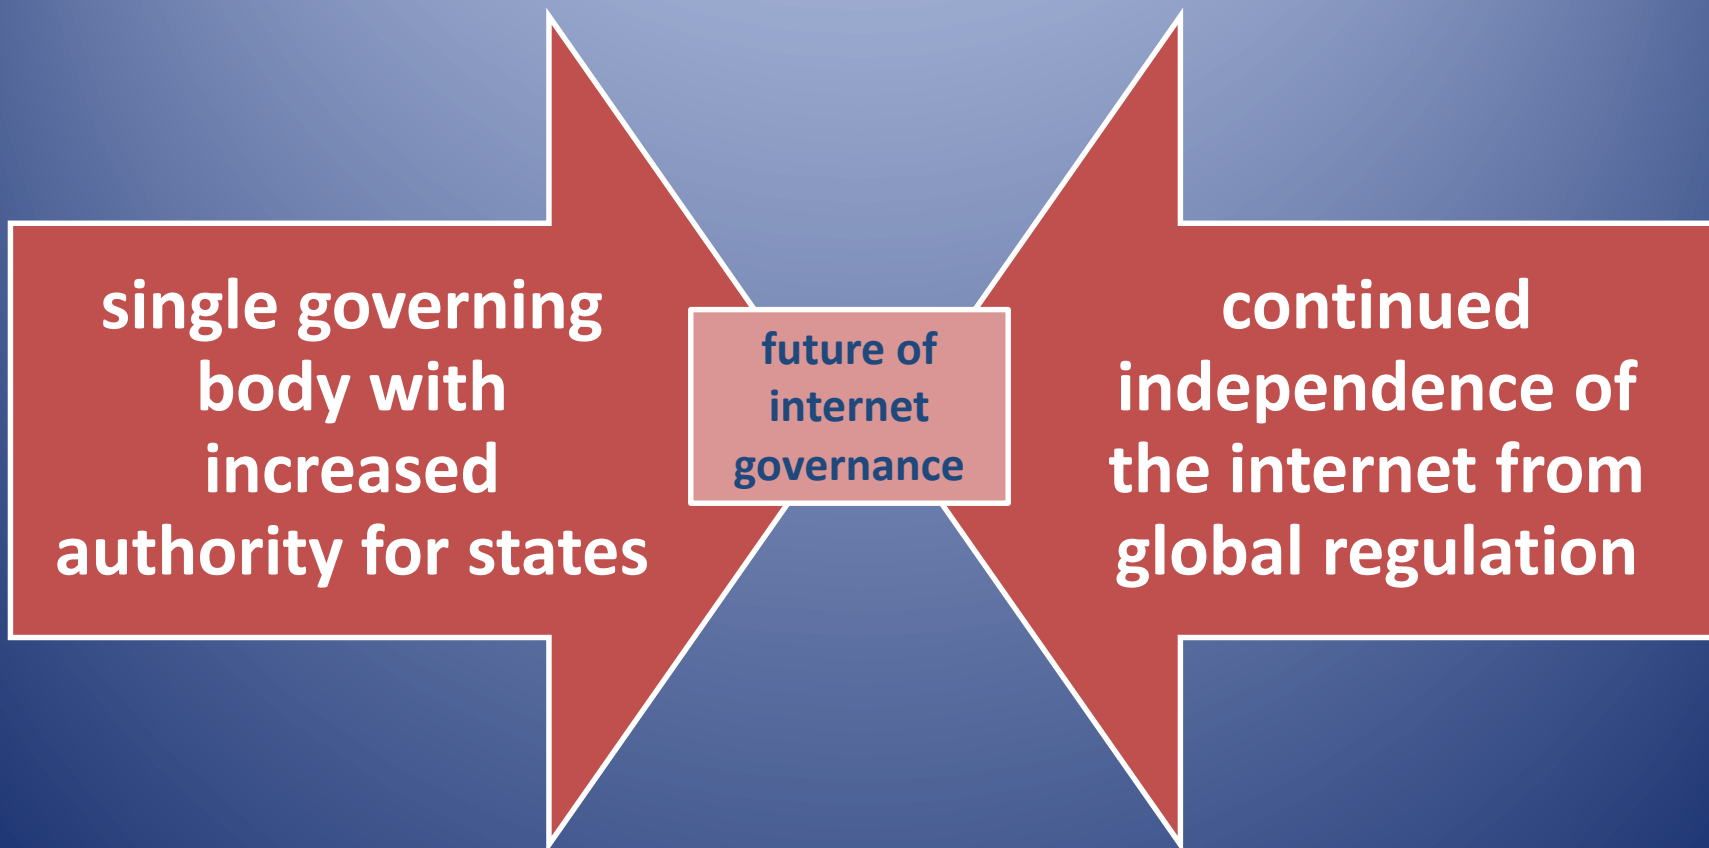 single governing
body with
increased
authority for states
future of
internet
governance
continued
independence of
the internet from
global regulation